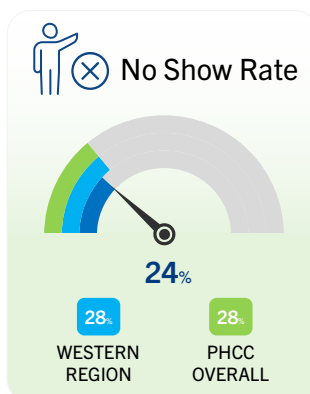 No Show Rate
24%
28% 28%
WESTERN PHCC
REGION OVERALL